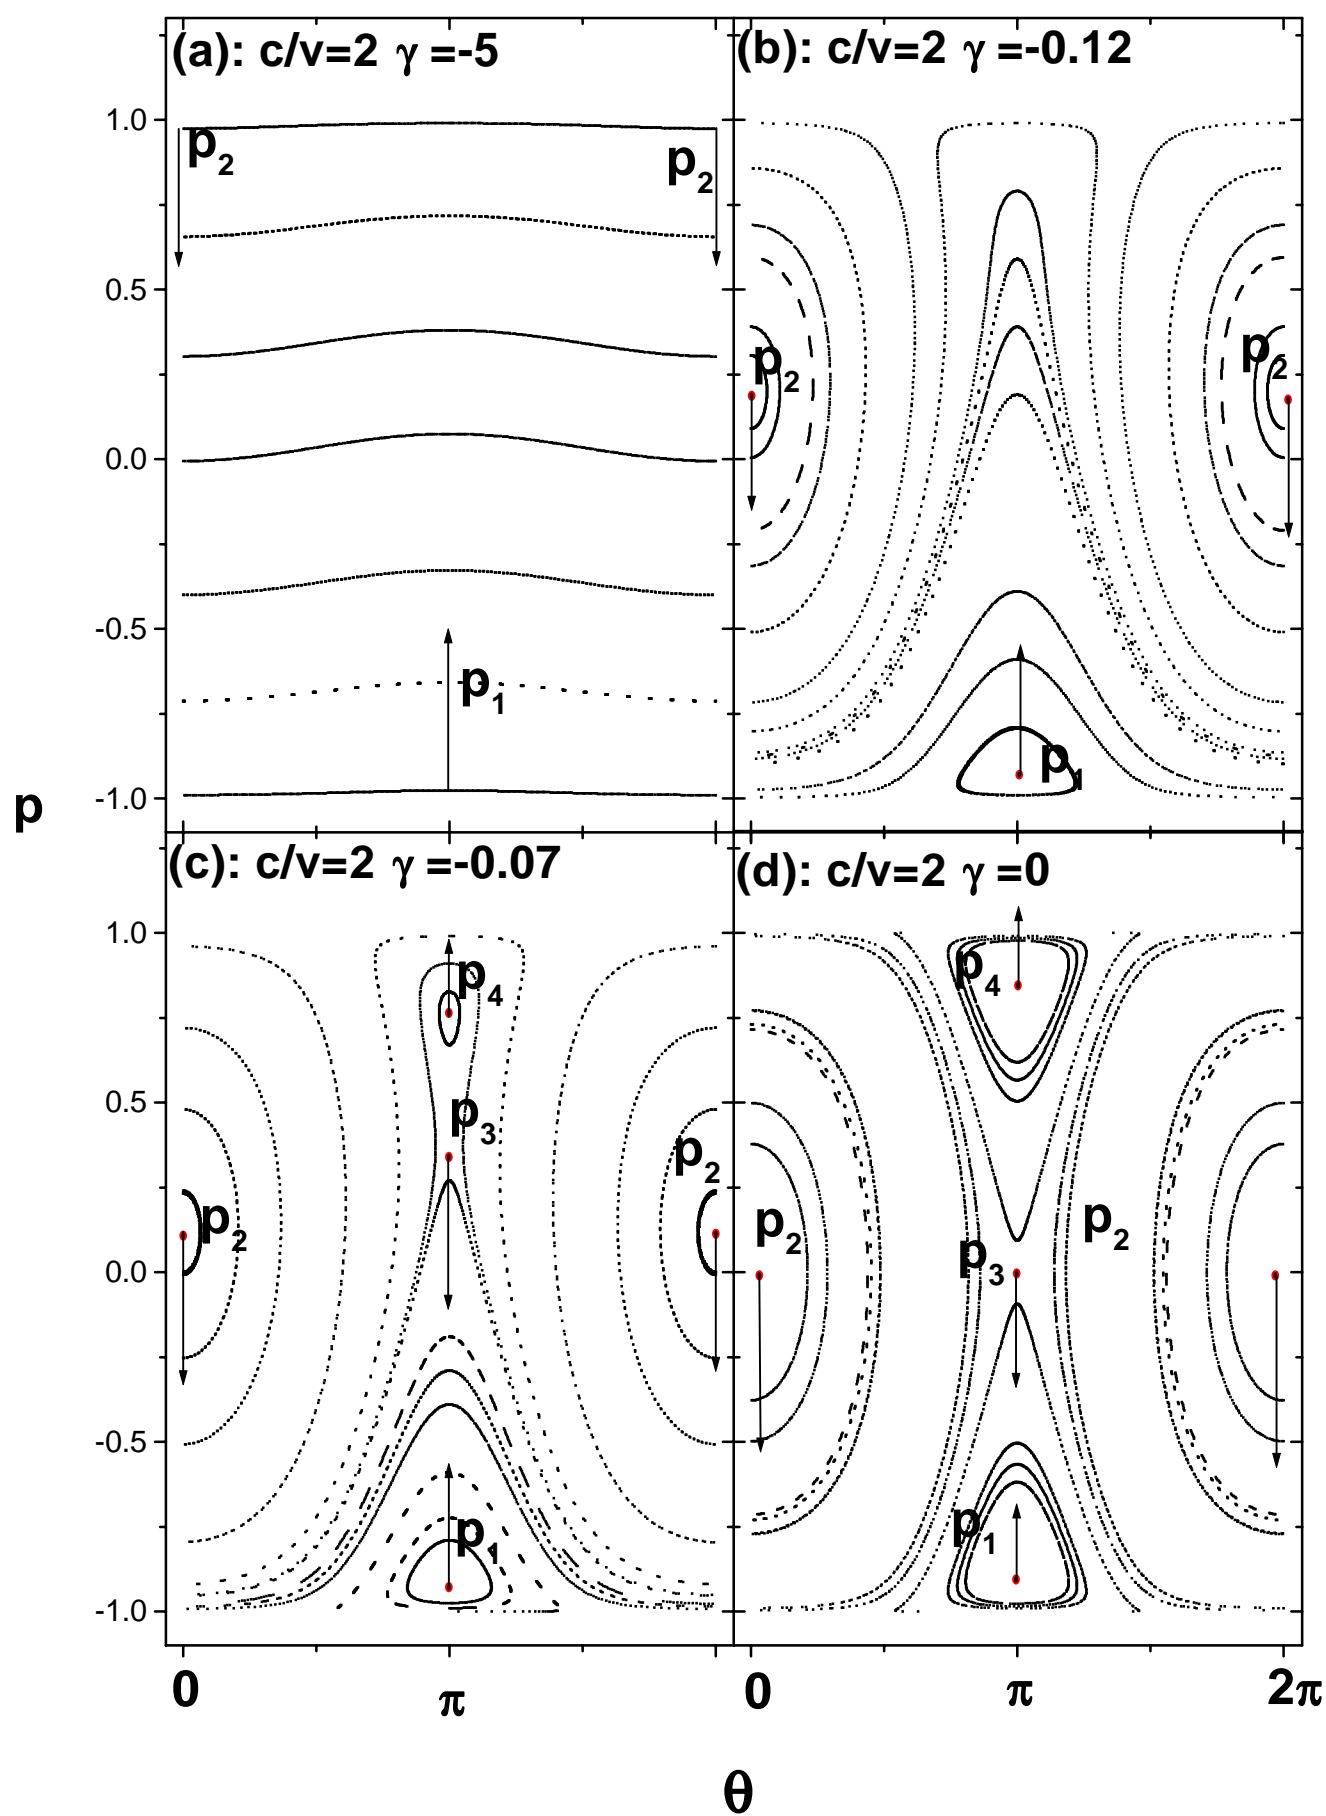 (a): c/v=2 γ =-5
(b): c/v=2 γ =-0.12
1.0
0.5
0.0
-0.5
-1.0
p₂
p₂
p₁
p₂
p₂
p₁
p
(c): c/v=2 γ =-0.07
(d): c/v=2 γ =0
1.0
0.5
0.0
-0.5
-1.0
p₄
p₃
p₂
p₂
p₁
p₄
p₂
p₃
p₂
p₁
0
π
0
π
2π
θ